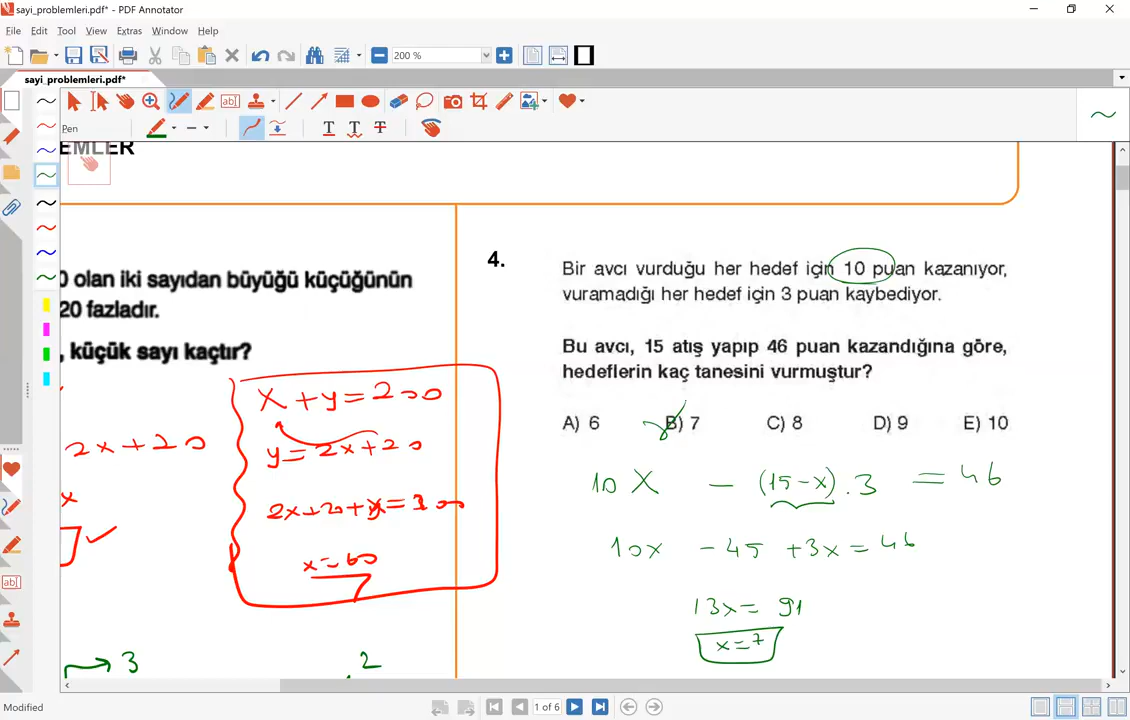 sayi_problemleri.pdf* - PDF Annotator
File Edit Tool View Extras Window Help
200 %
sayi_problemleri.pdf*
Pen
EMLER
0 olan iki sayıdan büyüğü küçüğünün
20 fazladır.
, küçük sayı kaçtır?
2x+20
x
x+y=200
y=2x+20
x=60
3
2
4.
Bir avcı vurduğu her hedef için 10 puan kazanıyor,
vuramadığı her hedef için 3 puan kaybediyor.
Bu avcı, 15 atış yapıp 46 puan kazandığına göre,
hedeflerin kaç tanesini vurmuştur?
A) 6 B) 7 C) 8 D) 9 E) 10
10x - (15-x).3 = 46
10x - 45 +3x = 46
13x = 91
x=7
Modified
1 of 6